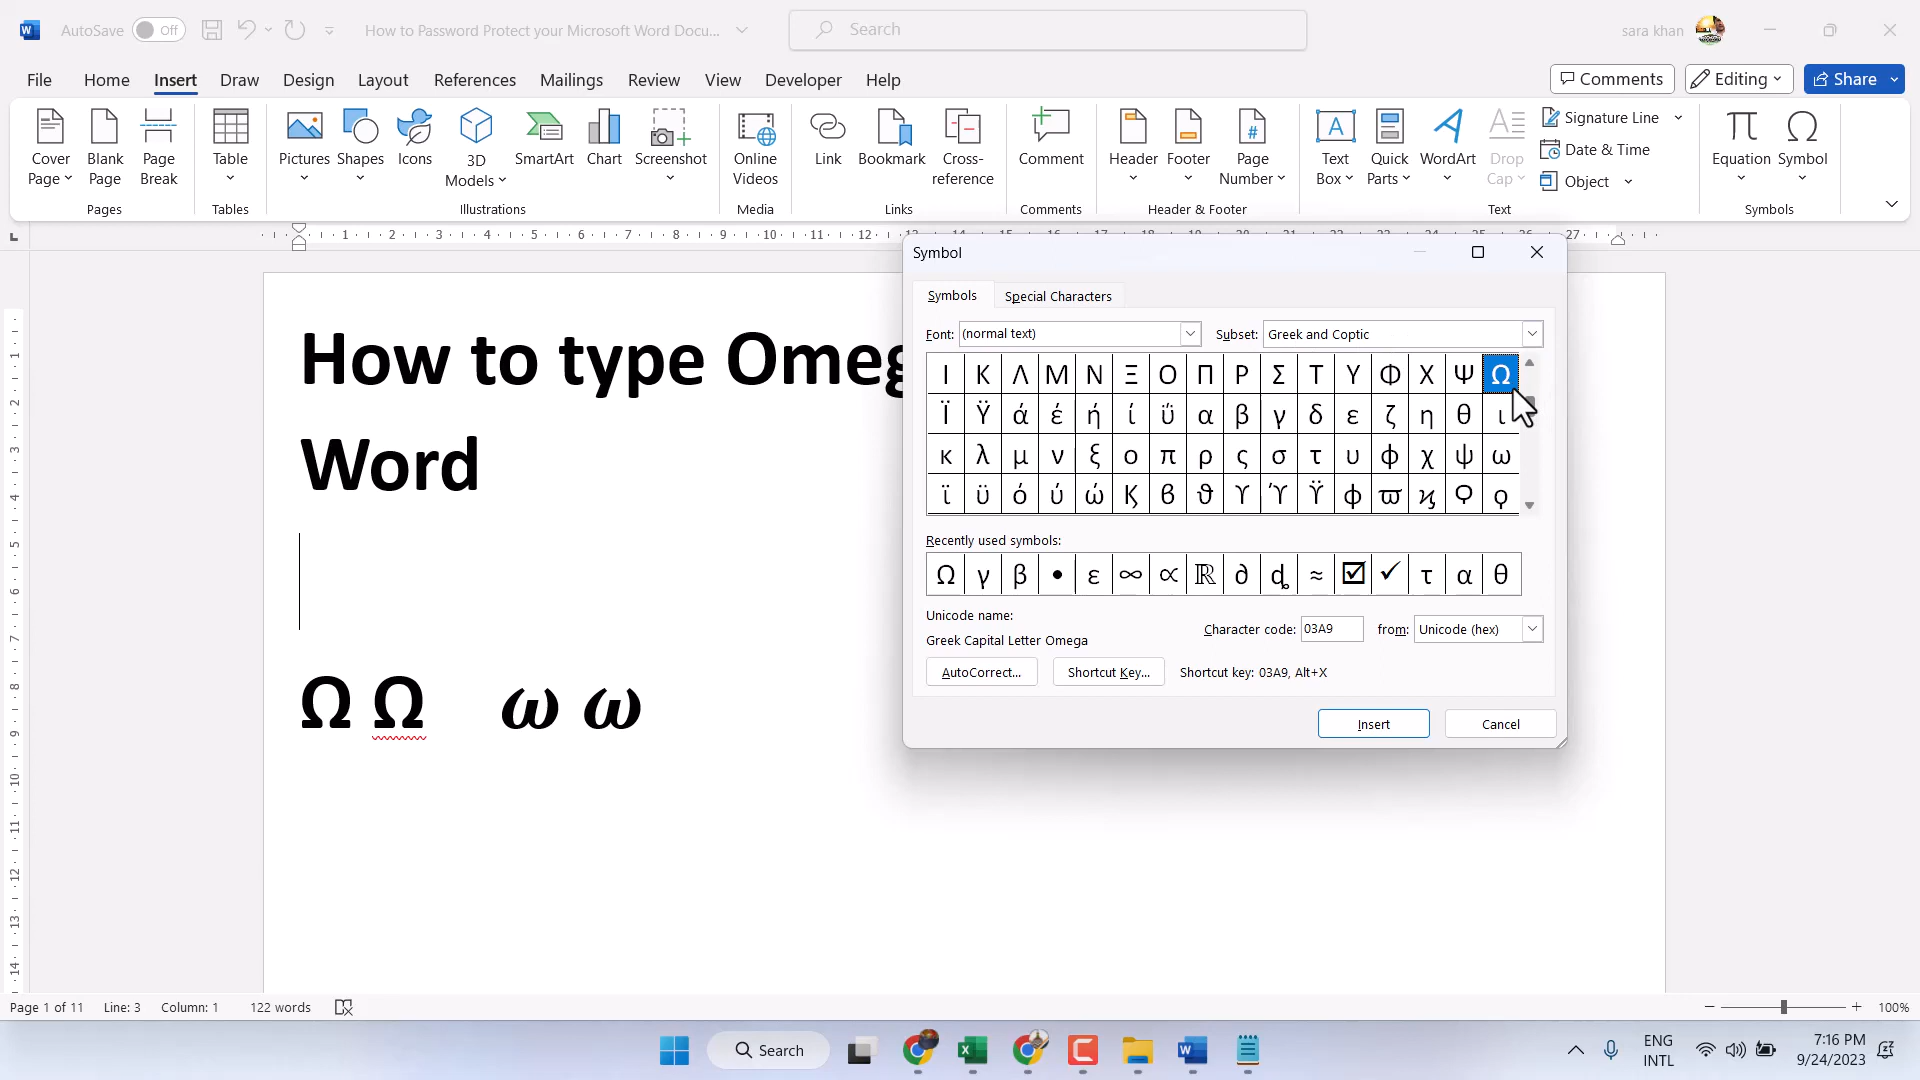 AutoSave Off How to Password Protect your Microsoft Word Docu... Search sara khan
File Home Insert Draw Design Layout References Mailings Review View Developer Help Comments Editing Share
Cover Page Blank Page Page Break Table Pictures Shapes Icons 3D Models SmartArt Chart Screenshot Online Videos Link Bookmark Cross-reference Comment Header Footer Page Number Text Box Quick Parts WordArt Drop Cap Signature Line Date & Time Object Equation Symbol
Pages Tables Illustrations Media Links Comments Header & Footer Text Symbols
Symbol
Symbols Special Characters
Font: (normal text) Subset: Greek and Coptic
Ι Κ Λ Μ Ν Ξ Ο Π Ρ Σ Τ Υ Φ Χ Ψ Ω
Ϊ Ϋ ά έ ή ί ΰ α β γ δ ε ζ η θ ι
κ λ μ ν ξ ο π ρ ς σ τ υ φ χ ψ ω
ϊ ϋ ό ύ ώ Ϗ ϐ ϑ ϒ ϓ ϔ ϕ ϖ ϗ Ϙ ϙ
Recently used symbols:
Ω γ β • ε ∞ ∝ ℝ ∂ ȡ ≈ ☑ ✓ τ α θ
Unicode name:
Greek Capital Letter Omega
Character code: 03A9 from: Unicode (hex)
AutoCorrect... Shortcut Key... Shortcut key: 03A9, Alt+X
Insert Cancel
How to type Omeg
Word
Ω Ω ω ω
Page 1 of 11 Line: 3 Column: 1 122 words 100%
Search ENG INTL 7:16 PM 9/24/2023